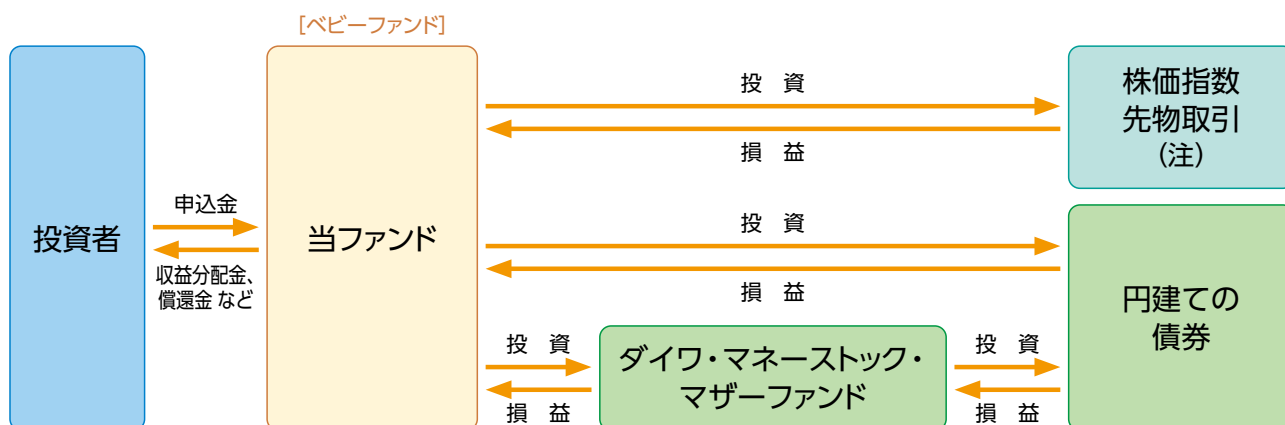 [ベビーファンド]
投資者
申込金
収益分配金、
償還金 など
当ファンド
投 資
損 益
株価指数
先物取引
(注)
投 資
損 益
円建ての
債券
投 資
損 益
ダイワ・マネーストック・
マザーファンド
投 資
損 益